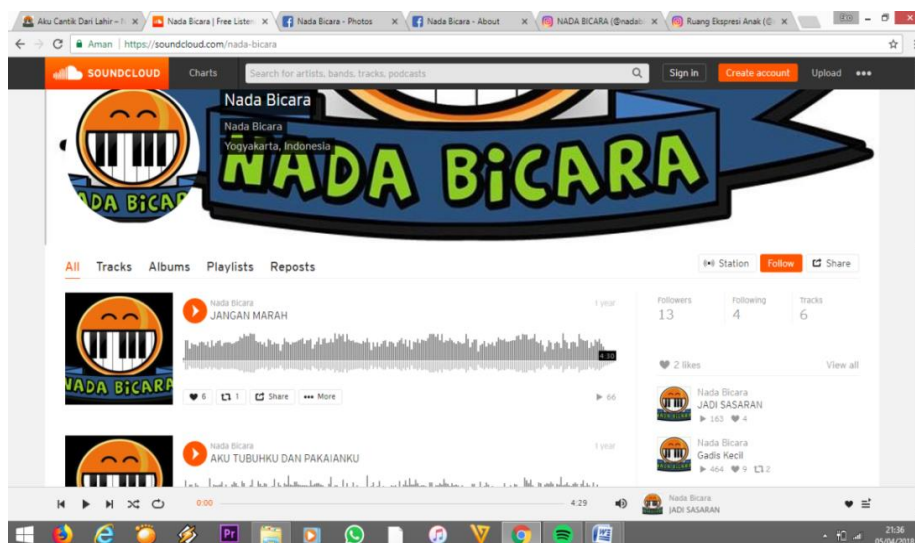 Aku Cantik Dari Lahir – 
Nada Bicara | Free Listen
Nada Bicara - Photos
Nada Bicara - About
NADA BICARA (@nadabi
Ruang Ekspresi Anak (@
Aman
https://soundcloud.com/nada-bicara
SOUNDCLOUD
Charts
Search for artists, bands, tracks, podcasts
Sign in
Create account
Upload
Nada Bicara
Nada Bicara
Yogyakarta, Indonesia
NADA BiCARA
DA BiCAR
All
Tracks
Albums
Playlists
Reposts
Station
Follow
Share
Nada Bicara
1 year
JANGAN MARAH
4:30
NADA BiCARA
6
1
Share
More
66
Followers
Following
Tracks
13
4
6
2 likes
View all
Nada Bicara
JADI SASARAN
163
4
Nada Bicara
Gadis Kecil
464
9
2
Nada Bicara
1 year
AKU TUBUHKU DAN PAKAIANKU
0:00
4:29
Nada Bicara
JADI SASARAN
Pr
21:36
05/04/2018